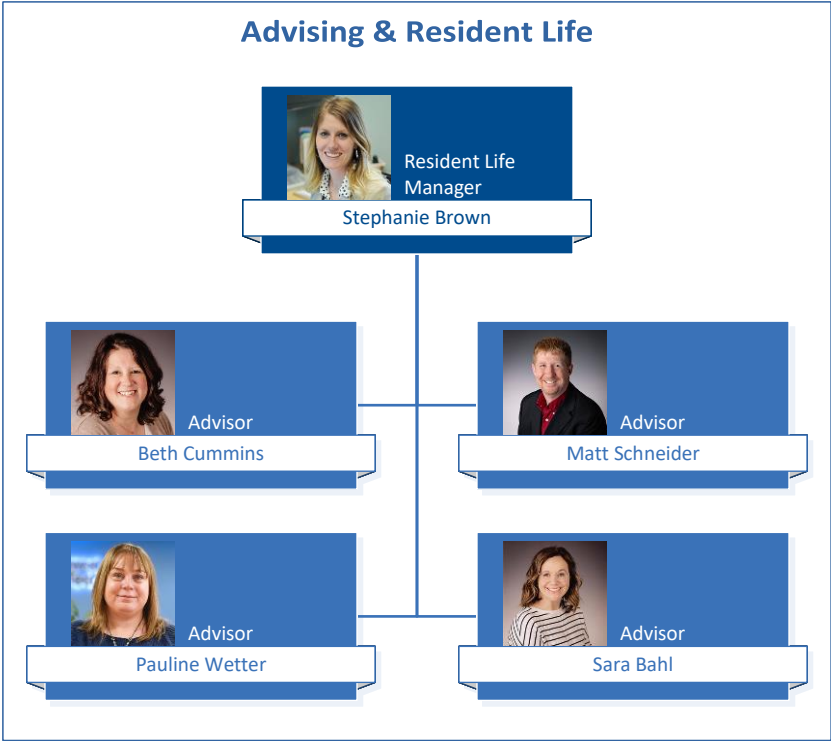 Advising & Resident Life
Resident Life
Manager
Stephanie Brown
Advisor
Beth Cummins
Advisor
Matt Schneider
Advisor
Pauline Wetter
Advisor
Sara Bahl